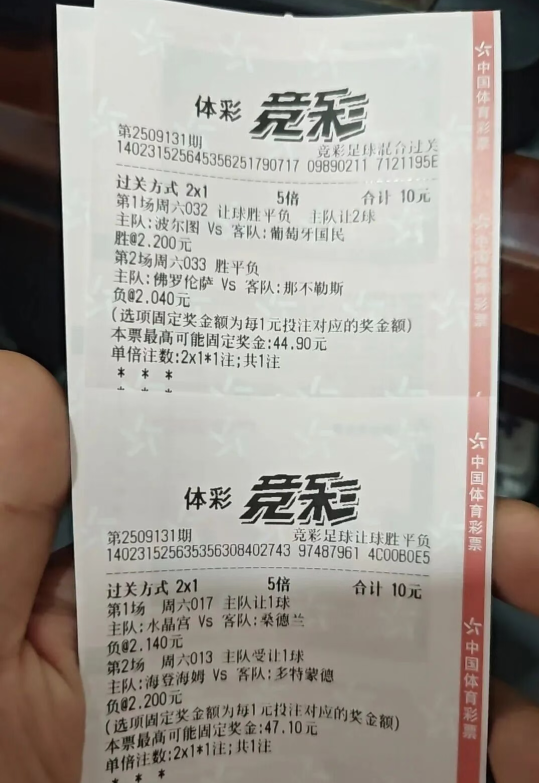 体彩 竞彩
第2509131期 竞彩足球混合过关
140231525645356251790717 09890211 7121195E
过关方式 2x1 5倍 合计 10元
第1场周六032 让球胜平负 主队让2球
主队:波尔图 Vs 客队:葡萄牙国民
胜@2.200元
第2场周六033 胜平负
主队:佛罗伦萨 Vs 客队:那不勒斯
负@2.040元
(选项固定奖金额为每1元投注对应的奖金额)
本票最高可能固定奖金:44.90元
单倍注数:2x1*1注;共1注
* * *
* * *
中国体育彩票
体彩 竞彩
第2509131期 竞彩足球让球胜平负
140231525635356308402743 97487961 4C00B0E5
过关方式 2x1 5倍 合计 10元
第1场 周六017 主队让1球
主队:水晶宫 Vs 客队:桑德兰
负@2.140元
第2场 周六013 主队受让1球
主队:海登海姆 Vs 客队:多特蒙德
负@2.200元
(选项固定奖金额为每1元投注对应的奖金额)
本票最高可能固定奖金:47.10元
单倍注数:2x1*1注;共1注
* * *
中国体育彩票
中国体育彩票